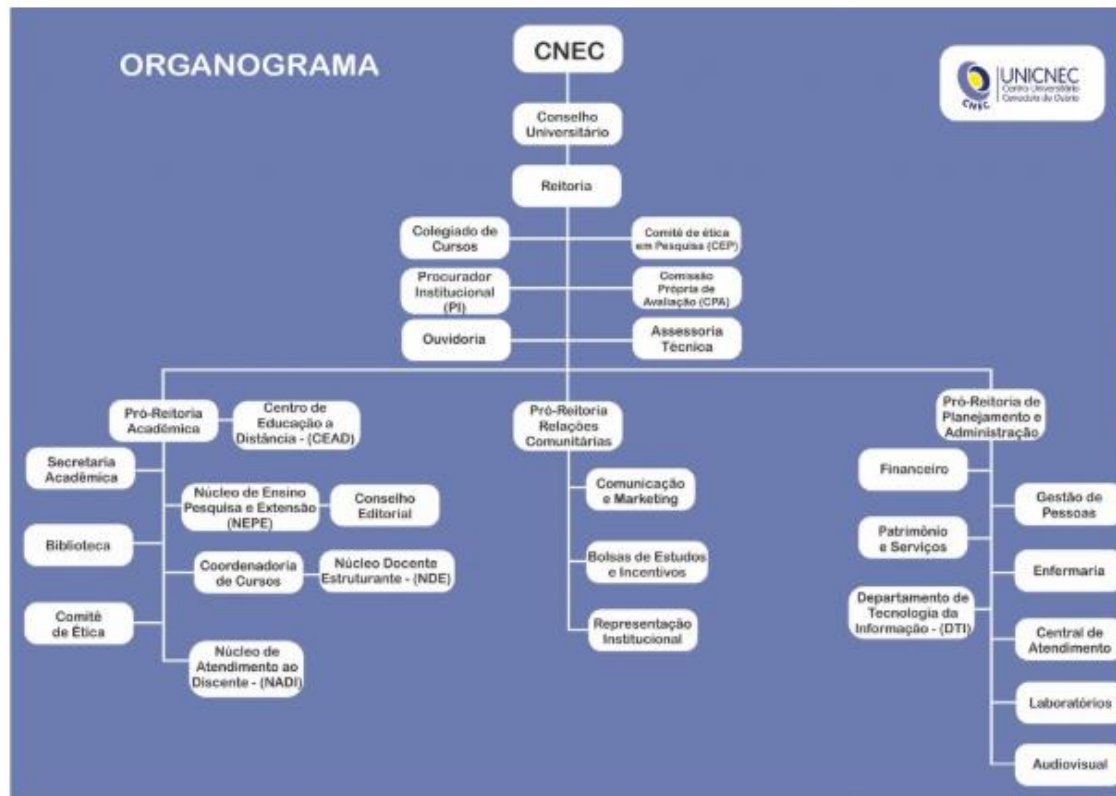 ORGANOGRAMA
CNEC
UNICNEC
Centro Universitário
Cenecista de Osório
CNEC
Conselho
Universitário
Reitoria
Colegiado de
Cursos
Comitê de ética
em Pesquisa (CEP)
Procurador
Institucional
(PI)
Comissão
Própria de
Avaliação (CPA)
Ouvidoria
Assessoria
Técnica
Pró-Reitoria
Acadêmica
Centro de
Educação a
Distância - (CEAD)
Secretaria
Acadêmica
Núcleo de Ensino
Pesquisa e Extensão
(NEPE)
Conselho
Editorial
Biblioteca
Coordenadoria
de Cursos
Núcleo Docente
Estruturante - (NDE)
Comitê
de Ética
Núcleo de
Atendimento ao
Discente - (NADI)
Pró-Reitoria
Relações
Comunitárias
Comunicação
e Marketing
Bolsas de Estudos
e Incentivos
Representação
Institucional
Pró-Reitoria de
Planejamento e
Administração
Financeiro
Gestão de
Pessoas
Patrimônio
e Serviços
Enfermaria
Departamento de
Tecnologia da
Informação - (DTI)
Central de
Atendimento
Laboratórios
Audiovisual